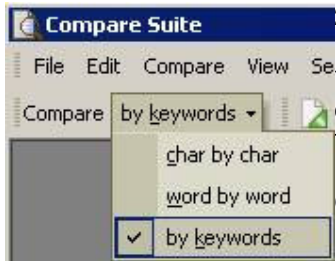 Compare Suite
File Edit Compare View Se
Compare by keywords
char by char
word by word
by keywords